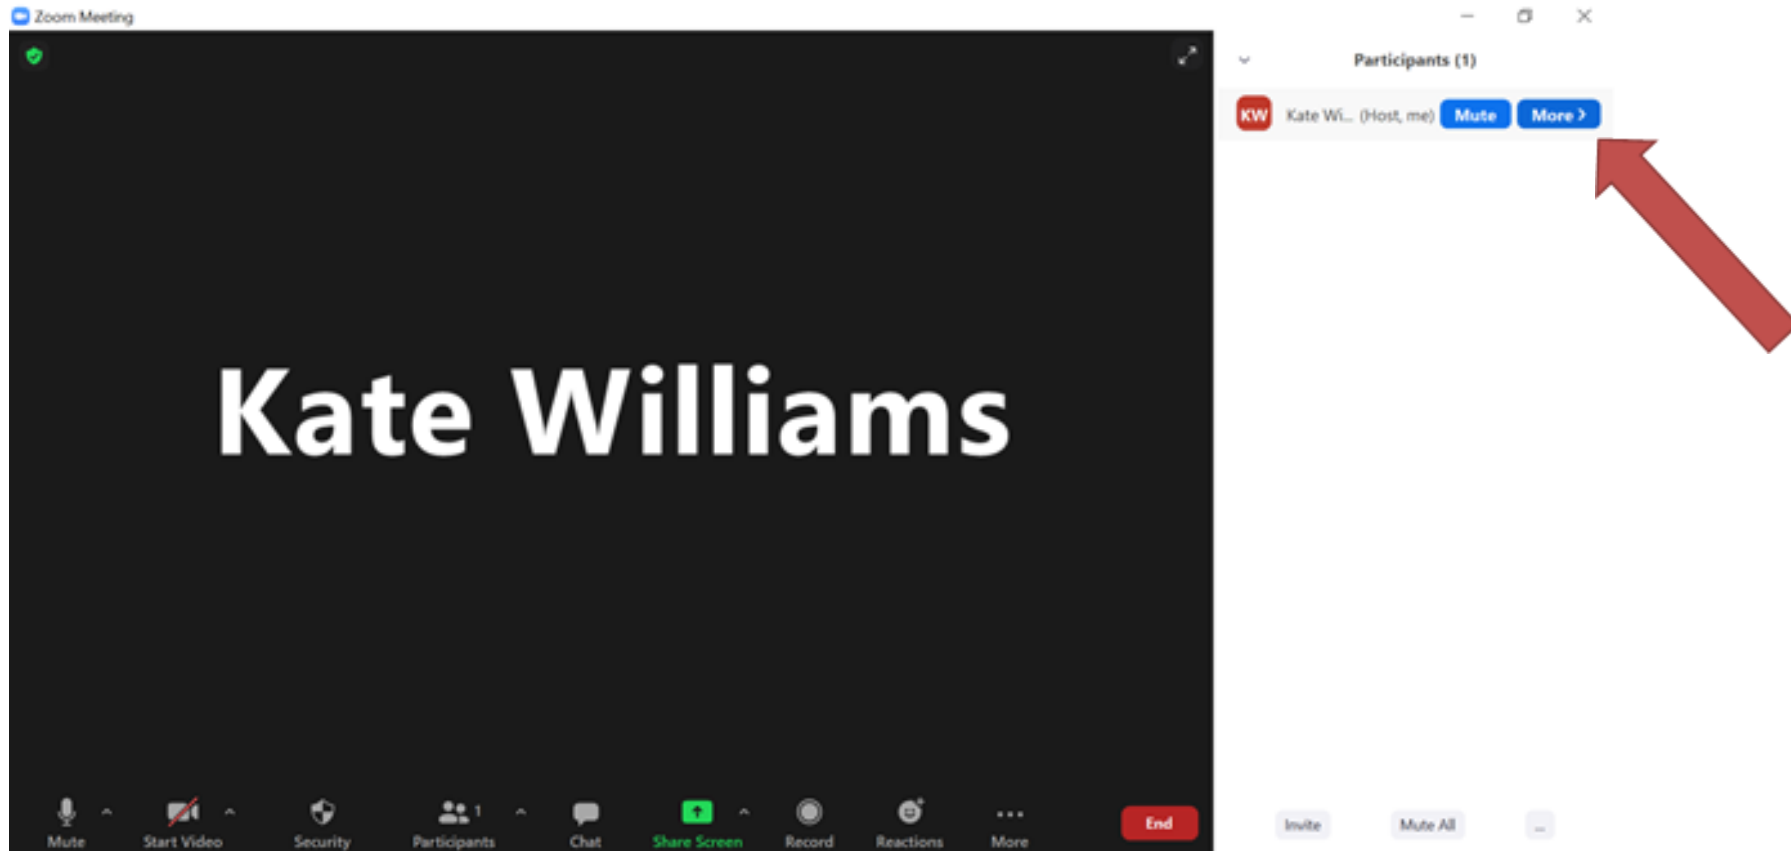 Zoom Meeting
Participants (1)
KW Kate Wi... (Host, me) Mute More >
Kate Williams
1
Mute Start Video Security Participants Chat Share Screen Record Reactions More End
Invite Mute All ...